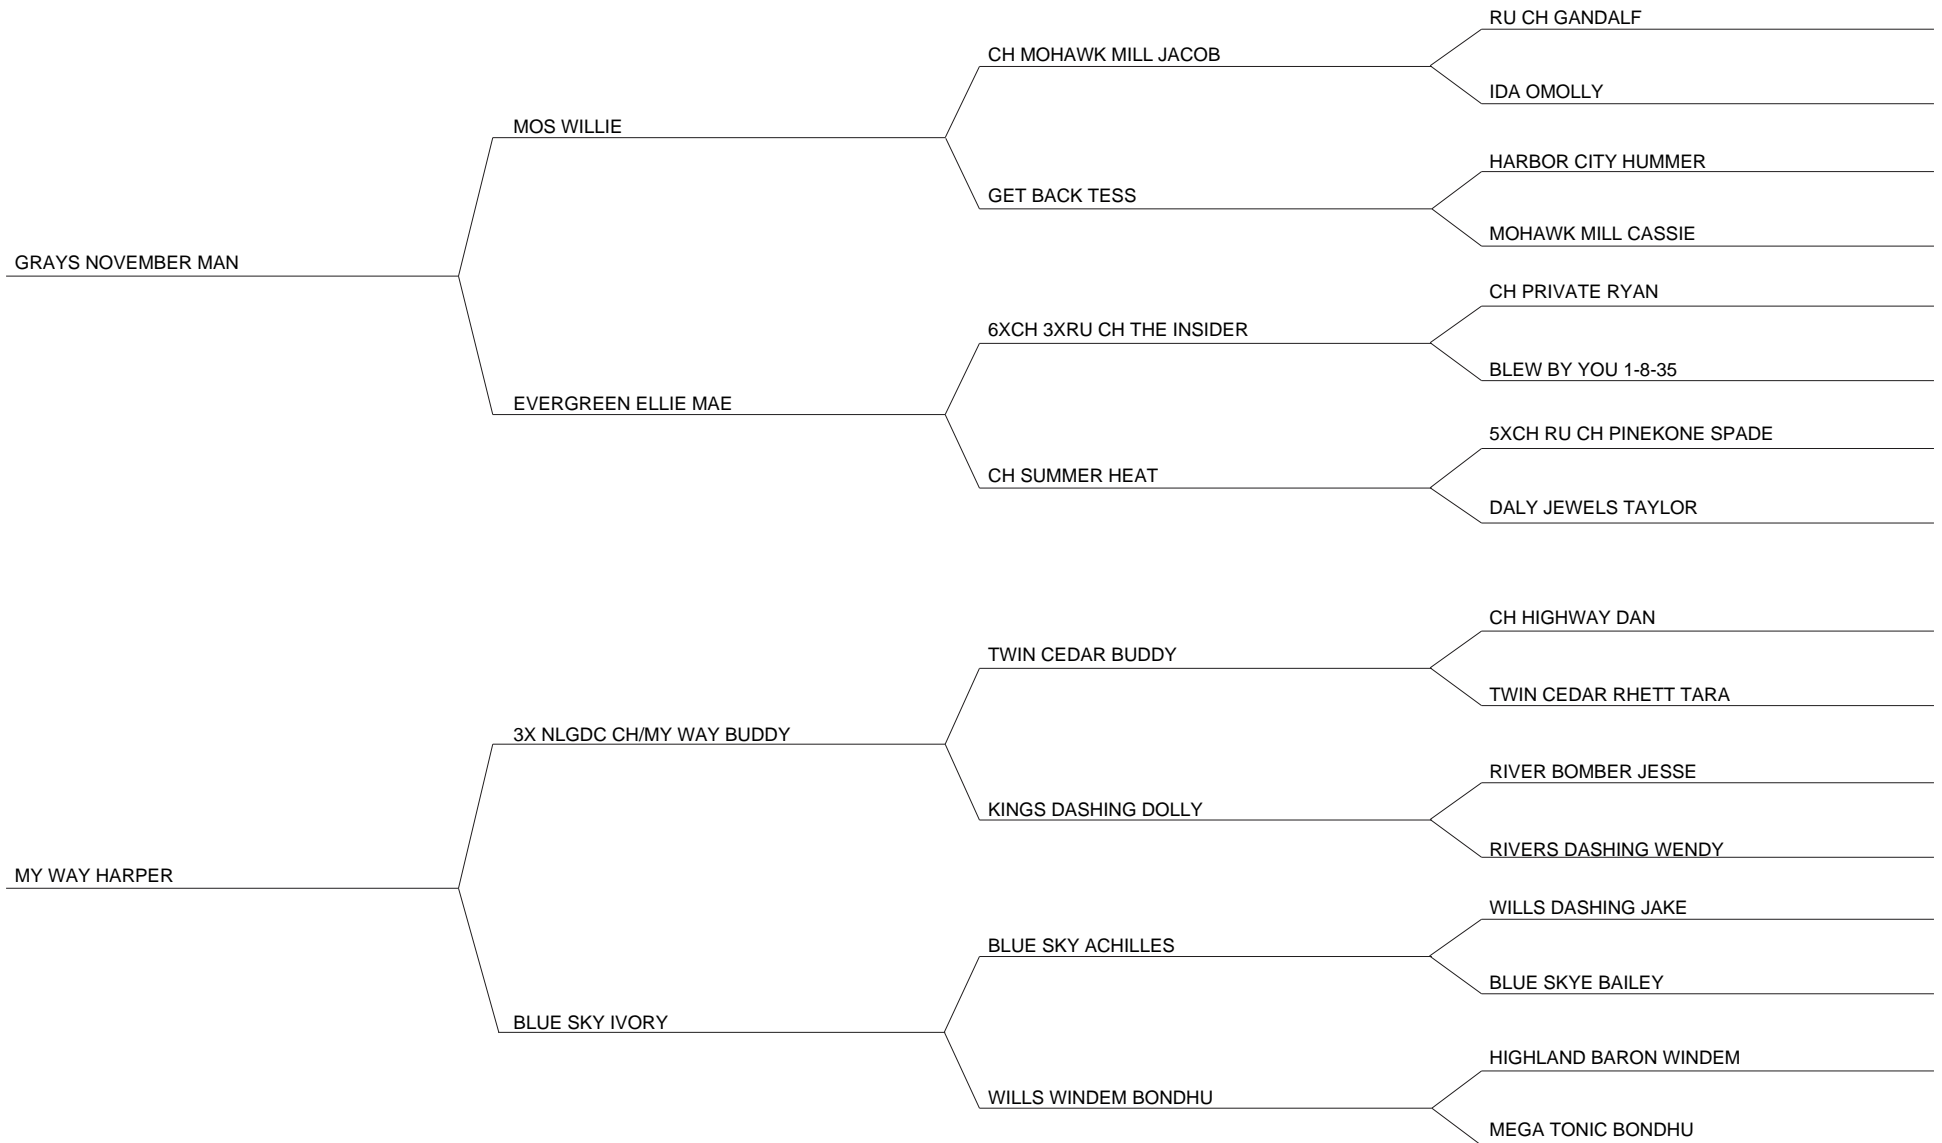 RU CH GANDALF
CH MOHAWK MILL JACOB
IDA OMOLLY
MOS WILLIE
HARBOR CITY HUMMER
GET BACK TESS
MOHAWK MILL CASSIE
GRAYS NOVEMBER MAN
CH PRIVATE RYAN
6XCH 3XRU CH THE INSIDER
BLEW BY YOU 1-8-35
EVERGREEN ELLIE MAE
5XCH RU CH PINEKONE SPADE
CH SUMMER HEAT
DALY JEWELS TAYLOR
CH HIGHWAY DAN
TWIN CEDAR BUDDY
TWIN CEDAR RHETT TARA
3X NLGDC CH/MY WAY BUDDY
RIVER BOMBER JESSE
KINGS DASHING DOLLY
RIVERS DASHING WENDY
MY WAY HARPER
WILLS DASHING JAKE
BLUE SKY ACHILLES
BLUE SKYE BAILEY
BLUE SKY IVORY
HIGHLAND BARON WINDEM
WILLS WINDEM BONDHU
MEGA TONIC BONDHU